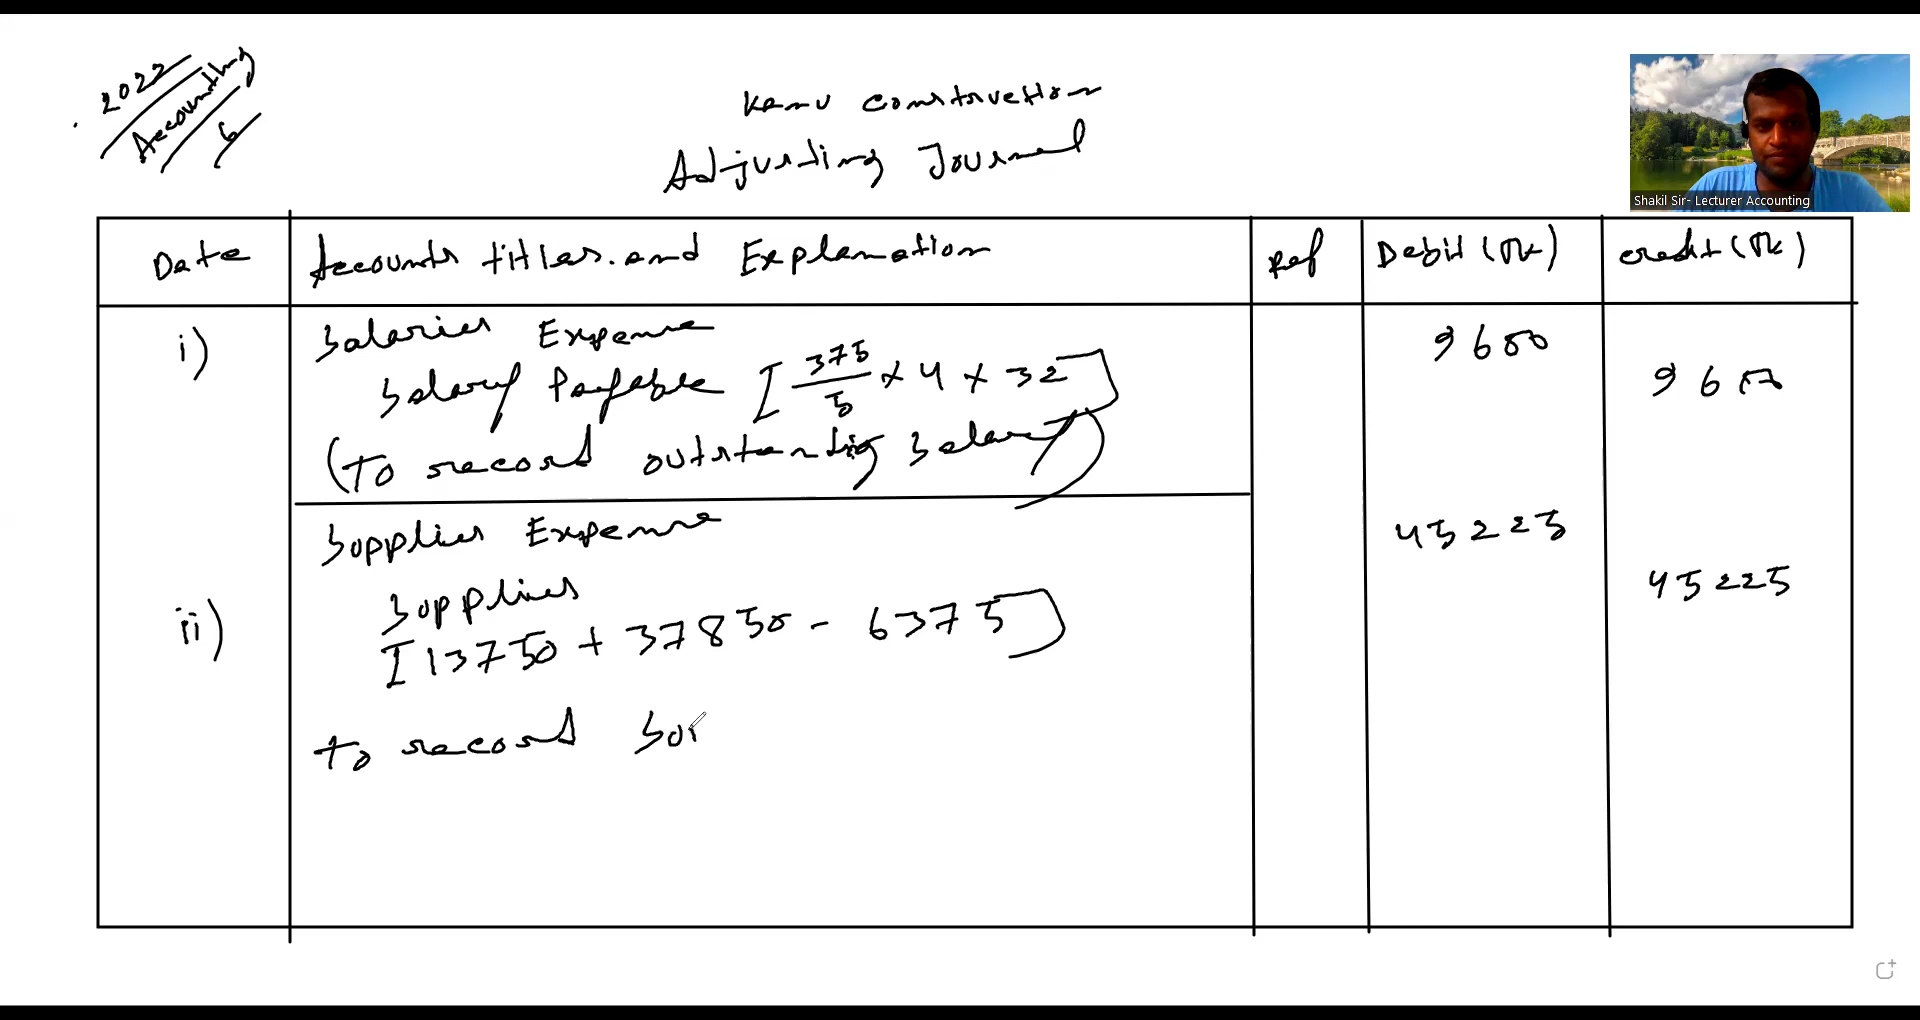 2022
Accounting
6
Kanu Construction
Adjusting Journal
Shakil Sir- Lecturer Accounting
Date Accounts titles and Explanation Ref Debit (TK) credit (TK)
i) Salaries Expense 9600
Salary Payable [ 375/5 × 4 × 32 ] 9600
(To record outstanding salary)
Supplies Expense 45225
ii) Supplies 45225
[ 13750 + 37850 - 6375 ]
To record